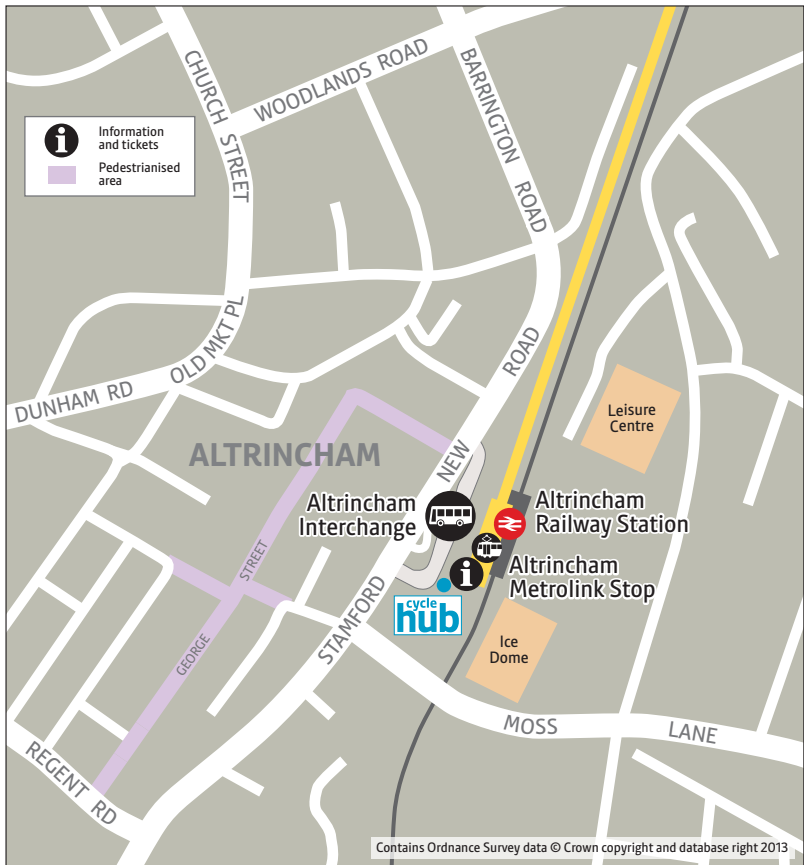 CHURCH STREET
WOODLANDS ROAD
BARRINGTON ROAD
Information
and tickets
Pedestrianised
area
OLD MKT PL
DUNHAM RD
NEW ROAD
Leisure
Centre
ALTRINCHAM
Altrincham
Interchange
Altrincham
Railway Station
Altrincham
Metrolink Stop
i
cycle
hub
STAMFORD
GEORGE STREET
Ice
Dome
MOSS LANE
REGENT RD
Contains Ordnance Survey data © Crown copyright and database right 2013